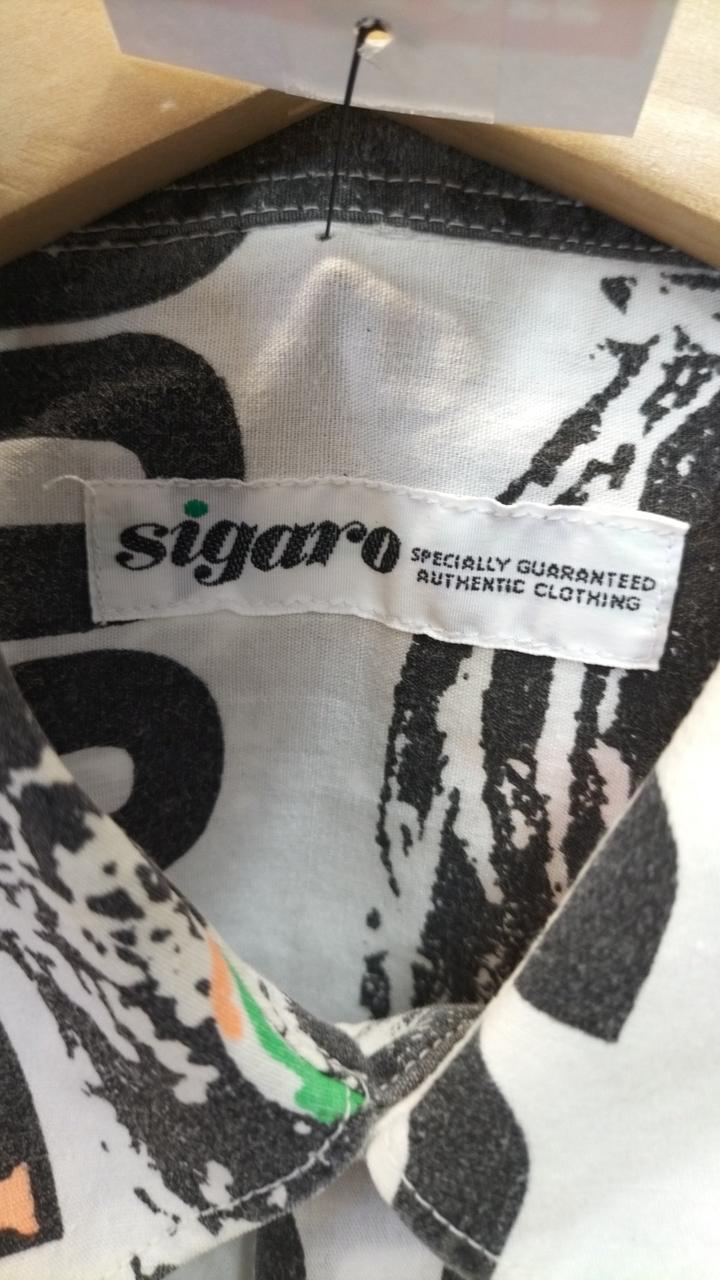 sigaro
SPECIALLY GUARANTEED
AUTHENTIC CLOTHING